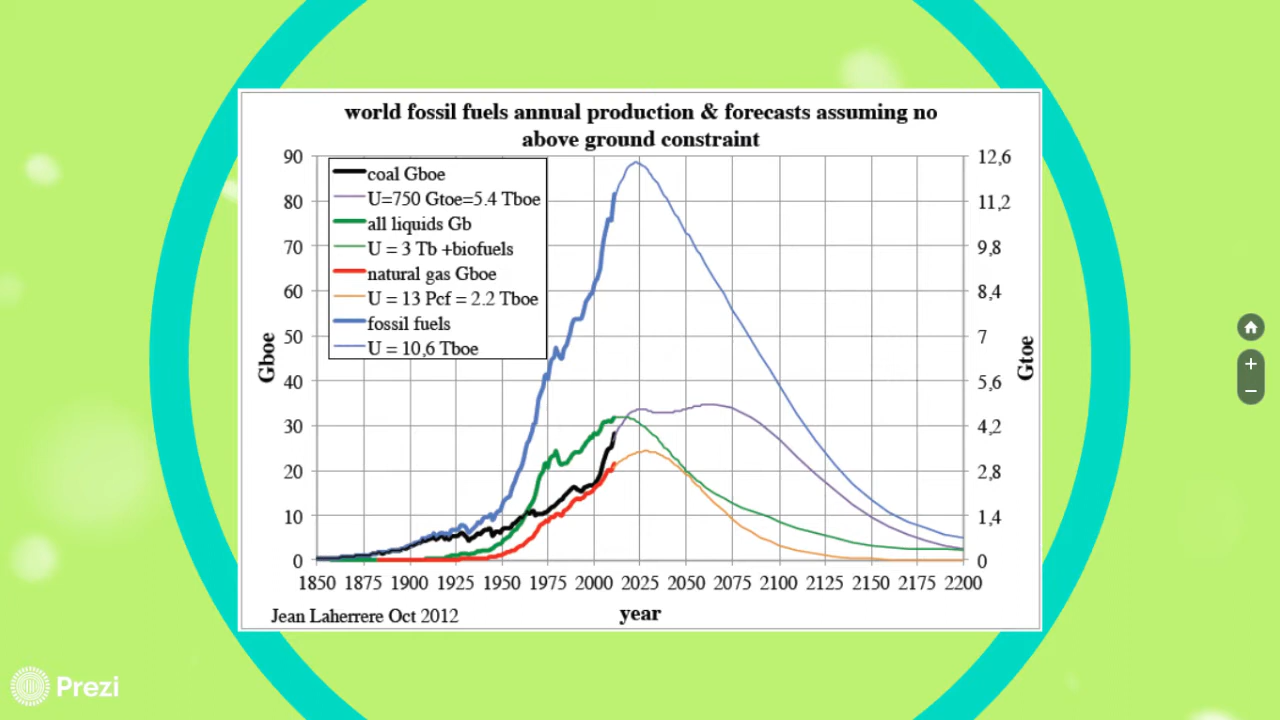 world fossil fuels annual production & forecasts assuming no
above ground constraint
90
80
70
60
50
40
30
20
10
0
Gboe
coal Gboe
U=750 Gtoe=5.4 Tboe
all liquids Gb
U = 3 Tb +biofuels
natural gas Gboe
U = 13 Pcf = 2.2 Tboe
fossil fuels
U = 10,6 Tboe
12,6
11,2
9,8
8,4
7
5,6
4,2
2,8
1,4
0
Gtoe
1850 1875 1900 1925 1950 1975 2000 2025 2050 2075 2100 2125 2150 2175 2200
Jean Laherrere Oct 2012
year
+
−
Prezi